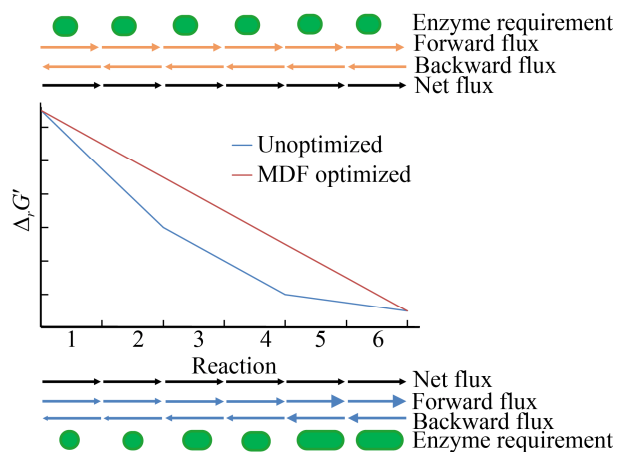 Enzyme requirement
Forward flux
Backward flux
Net flux
Unoptimized
MDF optimized
ΔrG′
1 2 3 4 5 6
Reaction
Net flux
Forward flux
Backward flux
Enzyme requirement